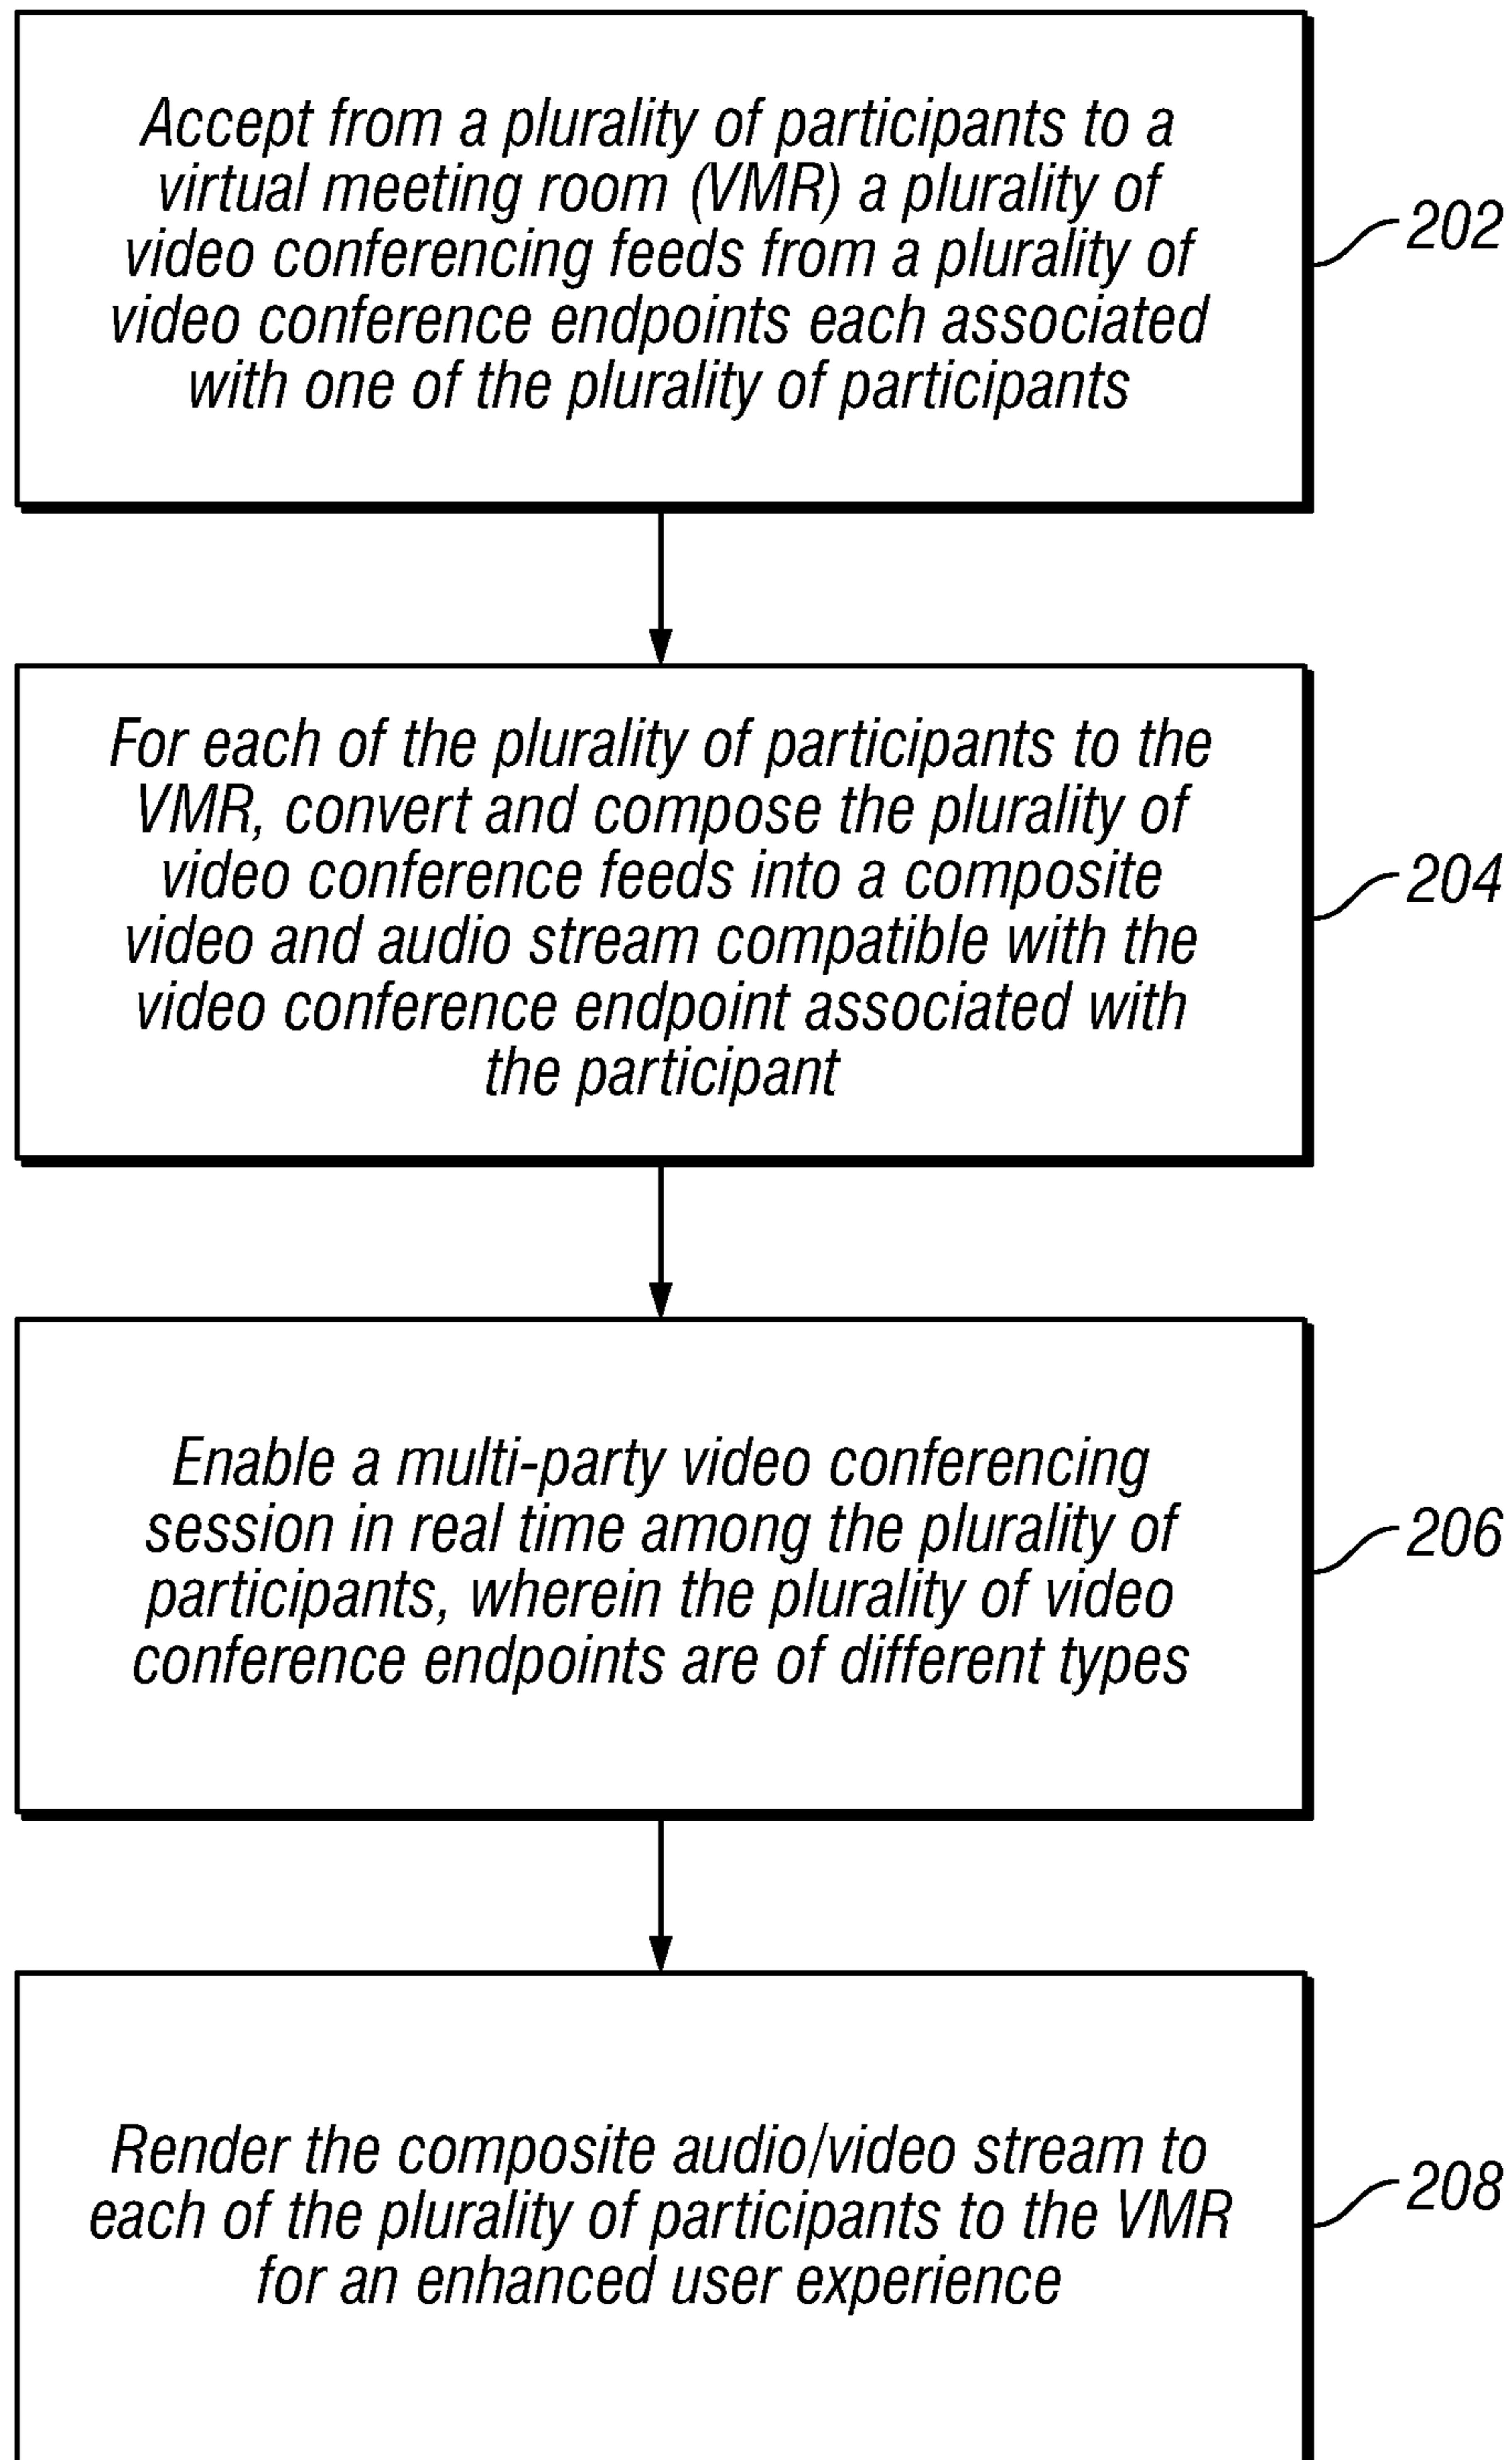 Accept from a plurality of participants to a
virtual meeting room (VMR) a plurality of
video conferencing feeds from a plurality of
video conference endpoints each associated
with one of the plurality of participants
202
For each of the plurality of participants to the
VMR, convert and compose the plurality of
video conference feeds into a composite
video and audio stream compatible with the
video conference endpoint associated with
the participant
204
Enable a multi-party video conferencing
session in real time among the plurality of
participants, wherein the plurality of video
conference endpoints are of different types
206
Render the composite audio/video stream to
each of the plurality of participants to the VMR
for an enhanced user experience
208